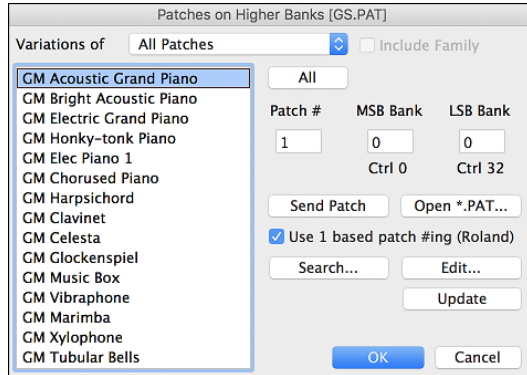 Patches on Higher Banks [GS.PAT]
Variations of All Patches Include Family
GM Acoustic Grand Piano
GM Bright Acoustic Piano
GM Electric Grand Piano
GM Honky-tonk Piano
GM Elec Piano 1
GM Chorused Piano
GM Harpsichord
GM Clavinet
GM Celesta
GM Glockenspiel
GM Music Box
GM Vibraphone
GM Marimba
GM Xylophone
GM Tubular Bells
All
Patch # MSB Bank LSB Bank
1 0 0
Ctrl 0 Ctrl 32
Send Patch Open *.PAT...
Use 1 based patch #ing (Roland)
Search... Edit...
Update
OK Cancel